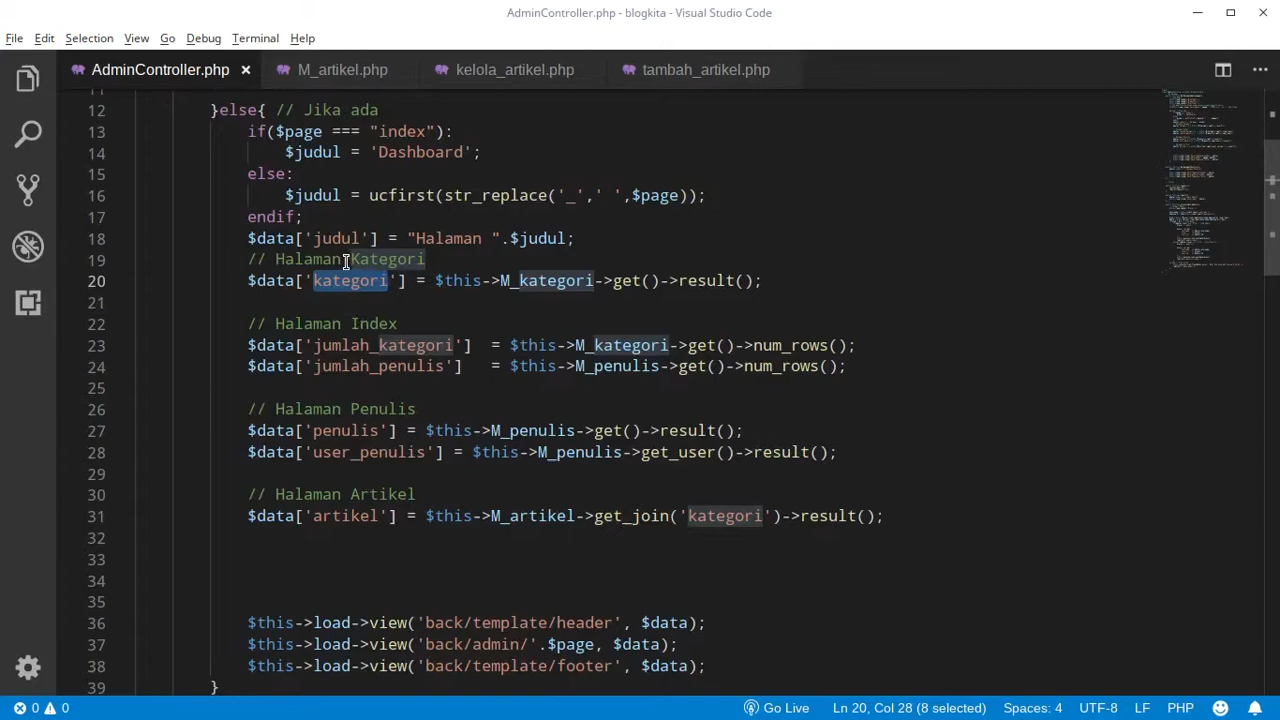 AdminController.php - blogkita - Visual Studio Code
File Edit Selection View Go Debug Terminal Help
AdminController.php × M_artikel.php kelola_artikel.php tambah_artikel.php
12 }else{ // Jika ada
13 if($page === "index"):
14 $judul = 'Dashboard';
15 else:
16 $judul = ucfirst(str_replace('_',' ',$page));
17 endif;
18 $data['judul'] = "Halaman ".$judul;
19 // Halaman Kategori
20 $data['kategori'] = $this->M_kategori->get()->result();
21
22 // Halaman Index
23 $data['jumlah_kategori'] = $this->M_kategori->get()->num_rows();
24 $data['jumlah_penulis'] = $this->M_penulis->get()->num_rows();
25
26 // Halaman Penulis
27 $data['penulis'] = $this->M_penulis->get()->result();
28 $data['user_penulis'] = $this->M_penulis->get_user()->result();
29
30 // Halaman Artikel
31 $data['artikel'] = $this->M_artikel->get_join('kategori')->result();
32
33
34
35
36 $this->load->view('back/template/header', $data);
37 $this->load->view('back/admin/'.$page, $data);
38 $this->load->view('back/template/footer', $data);
39 }
0 0 Go Live Ln 20, Col 28 (8 selected) Spaces: 4 UTF-8 LF PHP